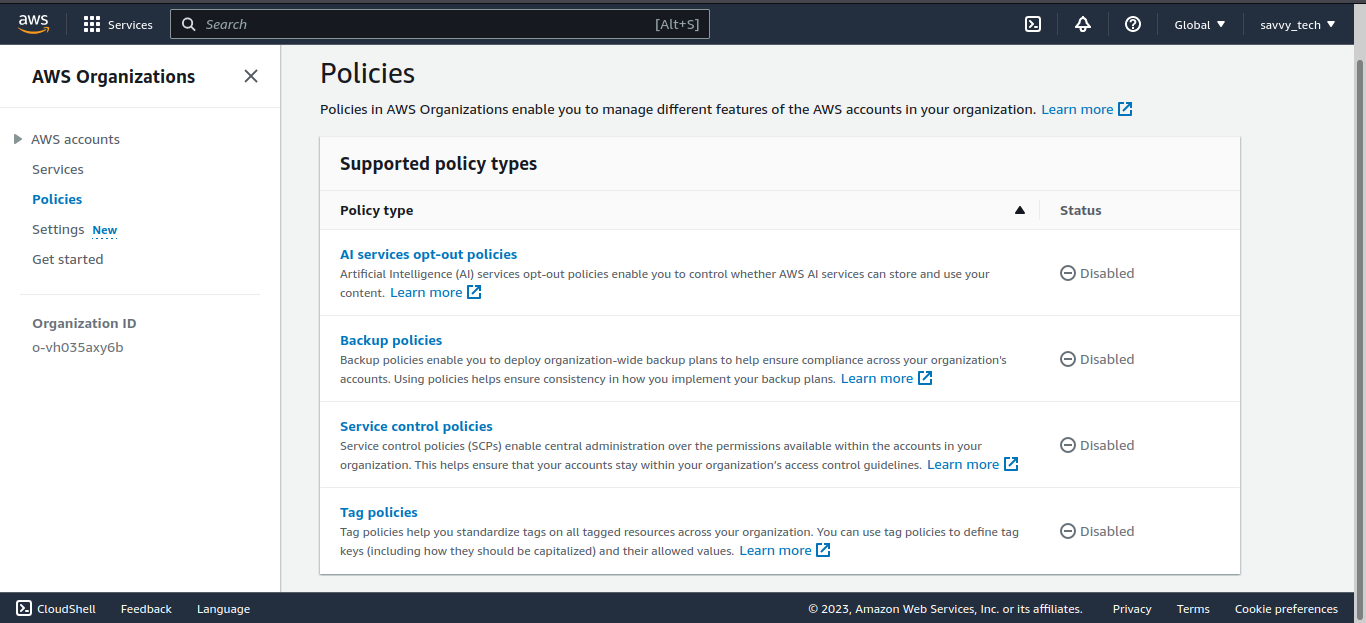 aws
Services
Search
[Alt+S]
Global
savvy_tech
AWS Organizations
AWS accounts
Services
Policies
Settings New
Get started
Organization ID
o-vh035axy6b
Policies
Policies in AWS Organizations enable you to manage different features of the AWS accounts in your organization. Learn more
Supported policy types
Policy type
Status
AI services opt-out policies
Artificial Intelligence (AI) services opt-out policies enable you to control whether AWS AI services can store and use your
content. Learn more
Disabled
Backup policies
Backup policies enable you to deploy organization-wide backup plans to help ensure compliance across your organization's
accounts. Using policies helps ensure consistency in how you implement your backup plans. Learn more
Disabled
Service control policies
Service control policies (SCPs) enable central administration over the permissions available within the accounts in your
organization. This helps ensure that your accounts stay within your organization's access control guidelines. Learn more
Disabled
Tag policies
Tag policies help you standardize tags on all tagged resources across your organization. You can use tag policies to define tag
keys (including how they should be capitalized) and their allowed values. Learn more
Disabled
CloudShell
Feedback
Language
© 2023, Amazon Web Services, Inc. or its affiliates.
Privacy
Terms
Cookie preferences